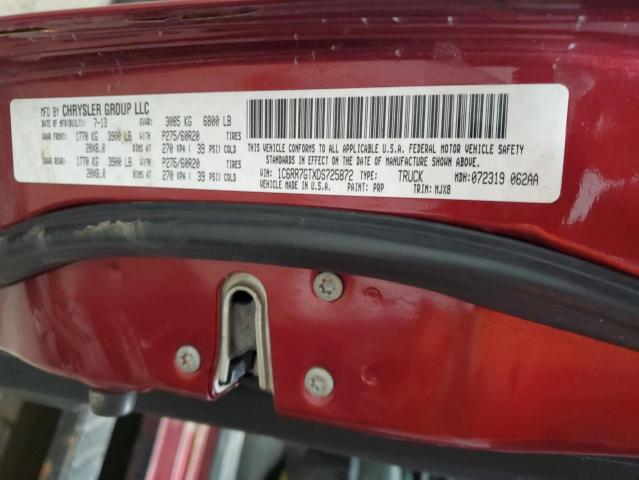 MFD BY CHRYSLER GROUP LLC
DATE OF MFR(BUILT): 7-13 GVWR: 3085 KG 6800 LB
GAWR FRONT: 1770 KG 3900 LB WITH P275/60R20 TIRES
20X8.0 RIMS AT 270 KPA ( 39 PSI) COLD
GAWR REAR: 1770 KG 3900 LB WITH P275/60R20 TIRES
20X8.0 RIMS AT 270 KPA ( 39 PSI) COLD
THIS VEHICLE CONFORMS TO ALL APPLICABLE U.S.A. FEDERAL MOTOR VEHICLE SAFETY
STANDARDS IN EFFECT ON THE DATE OF MANUFACTURE SHOWN ABOVE.
VIN: 1C6RR7GTXDS725872 TYPE: TRUCK MDH: 072319 062AA
VEHICLE MADE IN U.S.A. PAINT: PRP TRIM: MJX8